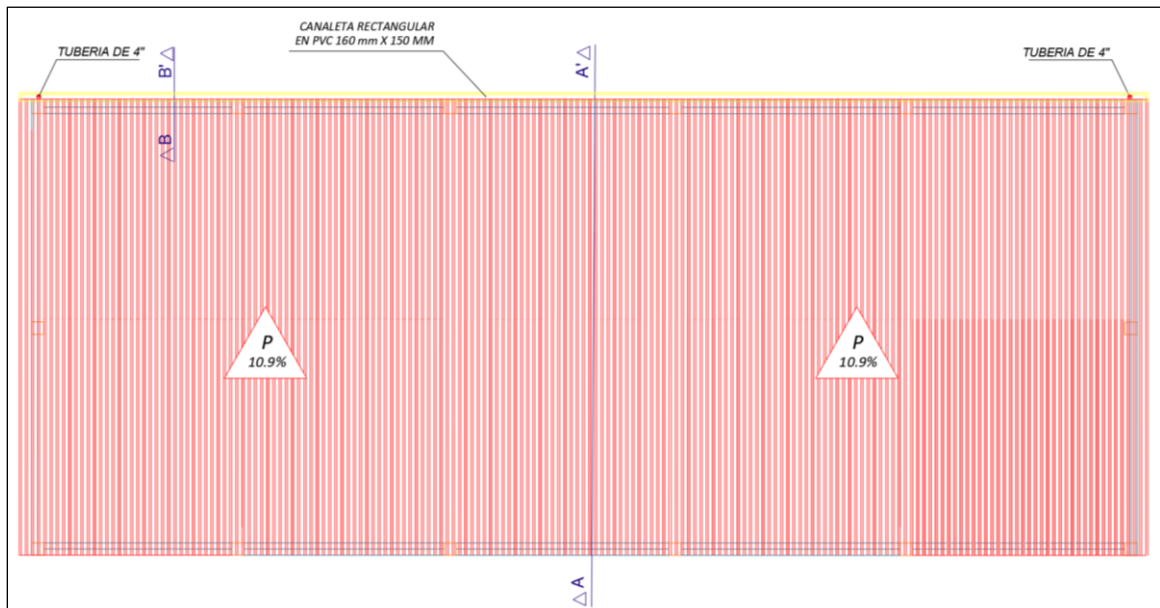 CANALETA RECTANGULAR
EN PVC 160 mm X 150 MM
TUBERIA DE 4"
TUBERIA DE 4"
B'
A'
B
P
10.9%
P
10.9%
A